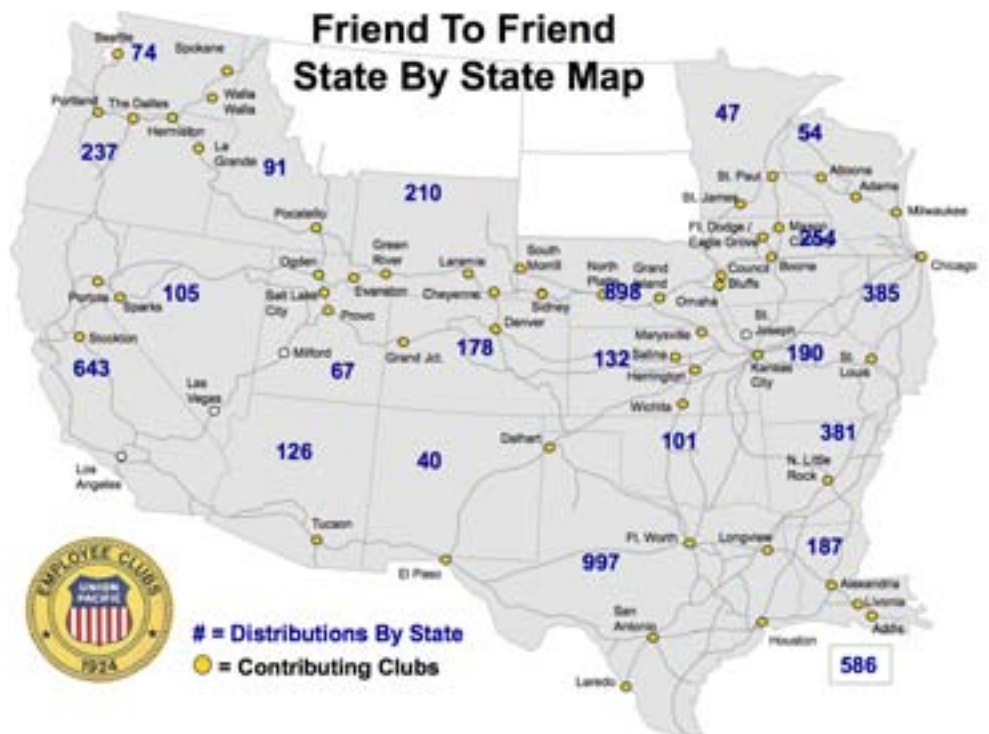 Friend To Friend
State By State Map
Seattle
74
Spokane
47
54
Portland
The Dalles
Walla
Walla
Hermiston
237
La
Grande
91
210
St. Paul
Altoona
Adams
St. James
Milwaukee
Pocatello
Ft. Dodge /
Eagle Grove
Mason
254
Boone
Chicago
Ogden
Green
River
Laramie
South
Morrill
North
Grand
Council
Bluffs
Portola
Sparks
105
Salt Lake
City
Evanston
Cheyenne
Sidney
898
Omaha
385
Provo
Denver
Marysville
St.
Joseph
Stockton
643
Milford
67
Grand Jct.
178
132
Salina
Herrington
Kansas
City
190
St.
Louis
Las
Vegas
Wichita
Dalhart
101
381
126
40
Los
Angeles
N. Little
Rock
Tucson
Ft. Worth
Longview
187
El Paso
997
Alexandria
Livonia
Addis
EMPLOYEE CLUBS
UNION
PACIFIC
1924
San
Antonio
Houston
# = Distributions By State
= Contributing Clubs
586
Laredo